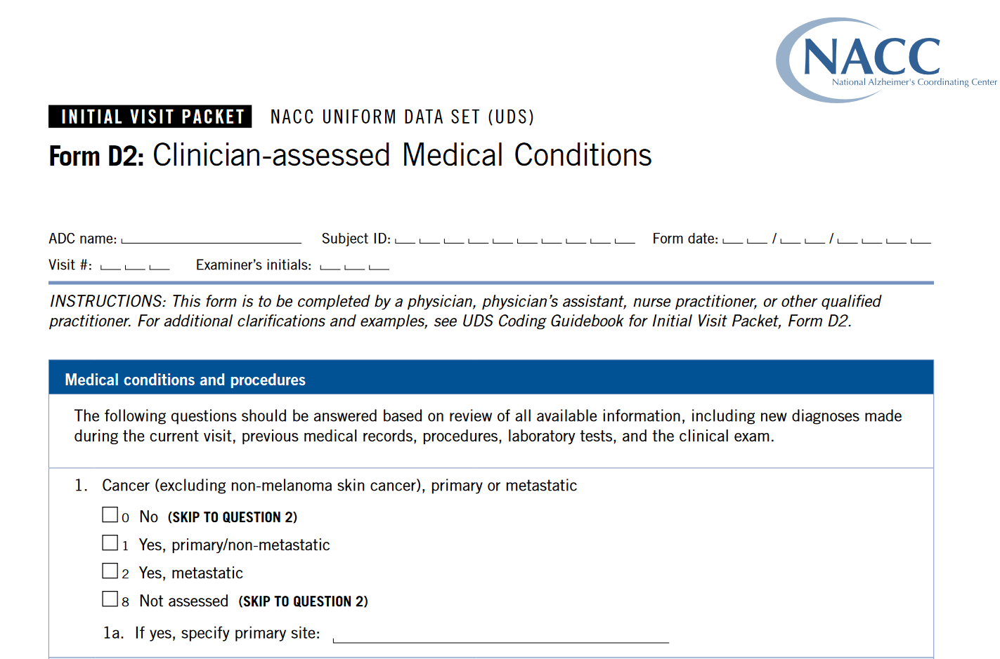 NACC
National Alzheimer's Coordinating Center
INITIAL VISIT PACKET NACC UNIFORM DATA SET (UDS)
Form D2: Clinician-assessed Medical Conditions
ADC name: Subject ID: Form date: / /
Visit #: Examiner's initials:
INSTRUCTIONS: This form is to be completed by a physician, physician's assistant, nurse practitioner, or other qualified
practitioner. For additional clarifications and examples, see UDS Coding Guidebook for Initial Visit Packet, Form D2.
Medical conditions and procedures
The following questions should be answered based on review of all available information, including new diagnoses made
during the current visit, previous medical records, procedures, laboratory tests, and the clinical exam.
1. Cancer (excluding non-melanoma skin cancer), primary or metastatic
0 No (SKIP TO QUESTION 2)
1 Yes, primary/non-metastatic
2 Yes, metastatic
8 Not assessed (SKIP TO QUESTION 2)
1a. If yes, specify primary site: